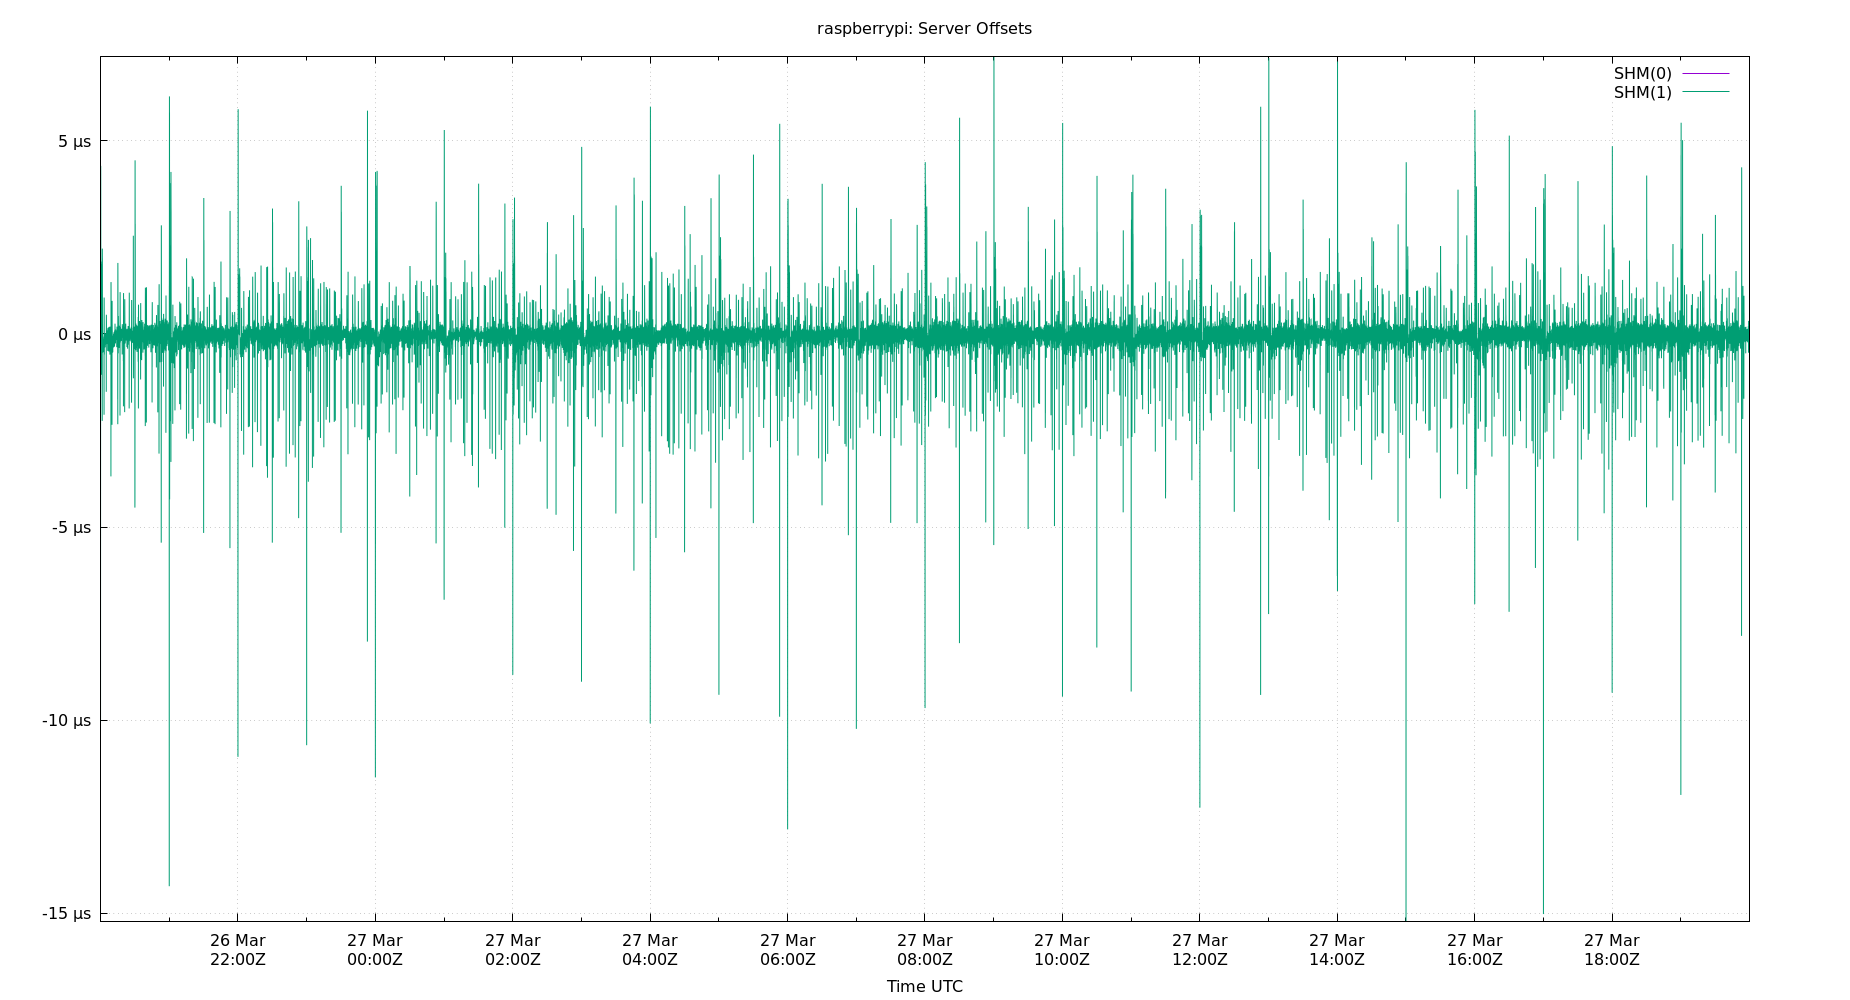 raspberrypi: Server Offsets
SHM(0)
SHM(1)
5 µs
0 µs
-5 µs
-10 µs
-15 µs
26 Mar 27 Mar 27 Mar 27 Mar 27 Mar 27 Mar 27 Mar 27 Mar 27 Mar 27 Mar 27 Mar
22:00Z 00:00Z 02:00Z 04:00Z 06:00Z 08:00Z 10:00Z 12:00Z 14:00Z 16:00Z 18:00Z
Time UTC